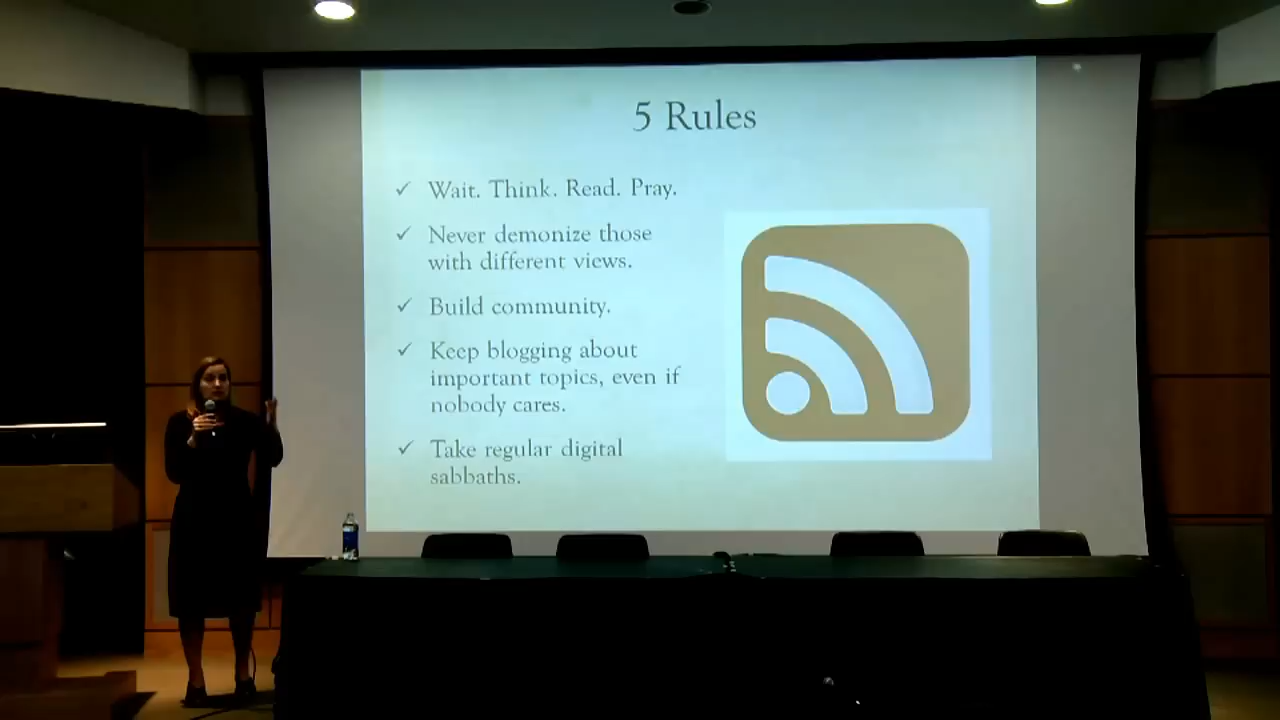 5 Rules
Wait. Think. Read. Pray.
Never demonize those
with different views.
Build community.
Keep blogging about
important topics, even if
nobody cares.
Take regular digital
sabbaths.